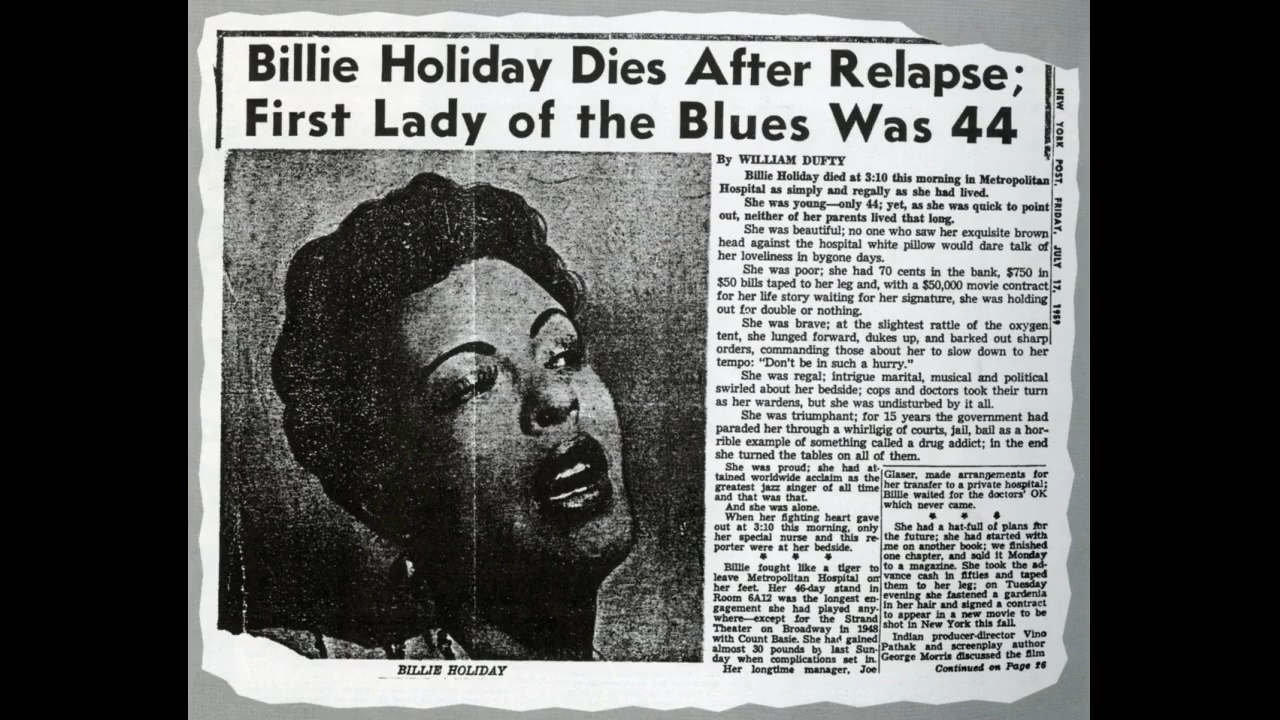 Billie Holiday Dies After Relapse;
First Lady of the Blues Was 44
NEW YORK POST, FRIDAY, JULY 17, 1959
By WILLIAM DUFTY
Billie Holiday died at 3:10 this morning in Metropolitan
Hospital as simply and regally as she had lived.
She was young—only 44; yet, as she was quick to point
out, neither of her parents lived that long.
She was beautiful; no one who saw her exquisite brown
head against the hospital white pillow would dare talk of
her loveliness in bygone days.
She was poor; she had 70 cents in the bank, $750 in
$50 bills taped to her leg and, with a $50,000 movie contract
for her life story waiting for her signature, she was holding
out for double or nothing.
She was brave; at the slightest rattle of the oxygen
tent, she lunged forward, dukes up, and barked out sharp
orders, commanding those about her to slow down to her
tempo: "Don't be in such a hurry."
She was regal; intrigue marital, musical and political
swirled about her bedside; cops and doctors took their turn
as her wardens, but she was undisturbed by it all.
She was triumphant; for 15 years the government had
paraded her through a whirligig of courts, jail, bail as a hor-
rible example of something called a drug addict; in the end
she turned the tables on all of them.
She was proud; she had at-
tained worldwide acclaim as the
greatest jazz singer of all time
and that was that.
And she was alone.
When her fighting heart gave
out at 3:10 this morning, only
her special nurse and this re-
porter were at her bedside.
* * *
Billie fought like a tiger to
leave Metropolitan Hospital on
her feet. Her 46-day stand in
Room 6A12 was the longest en-
gagement she had played any-
where—except for the Strand
Theater on Broadway in 1948
with Count Basie. She had gained
almost 30 pounds by last Sun-
day when complications set in.
Her longtime manager, Joe
Glaser, made arrangements for
her transfer to a private hospital;
Billie waited for the doctors' OK
which never came.
* * *
She had a hat-full of plans for
the future; she had started with
me on another book; we finished
one chapter, and sold it Monday
to a magazine. She took the ad-
vance cash in fifties and taped
them to her leg; on Tuesday
evening she fastened a gardenia
in her hair and signed a contract
to appear in a new movie to be
shot in New York this fall.
Indian producer-director Vino
Pathak and screenplay author
George Morris discussed the film
Continued on Page 26
BILLIE HOLIDAY